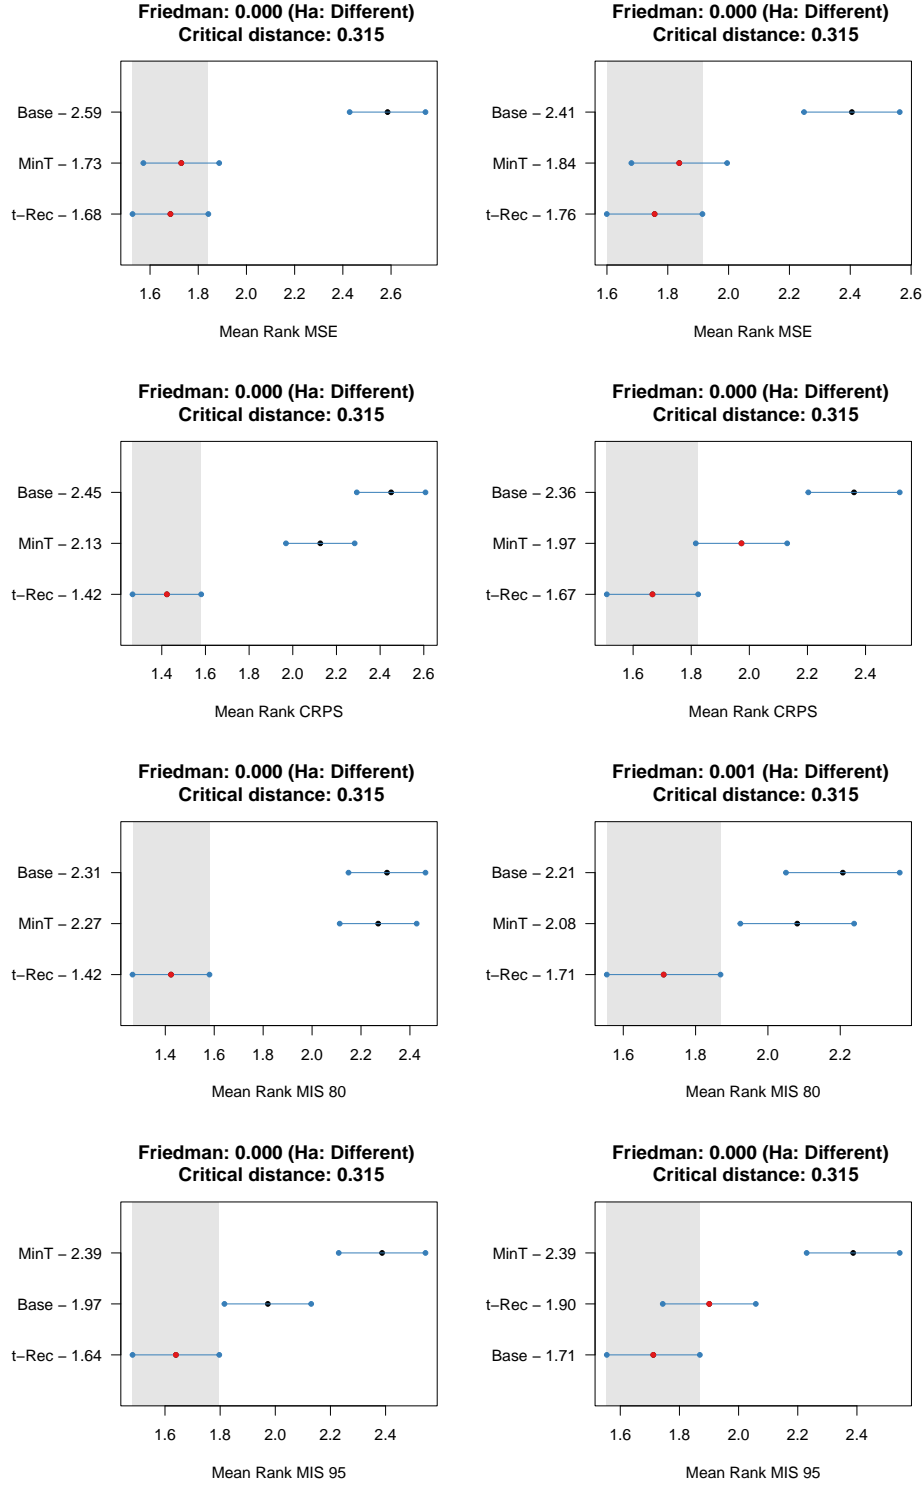 Friedman: 0.000 (Ha: Different)
Critical distance: 0.315
Base − 2.59
MinT − 1.73
t−Rec − 1.68
1.6 1.8 2.0 2.2 2.4 2.6
Mean Rank MSE
Friedman: 0.000 (Ha: Different)
Critical distance: 0.315
Base − 2.41
MinT − 1.84
t−Rec − 1.76
1.6 1.8 2.0 2.2 2.4 2.6
Mean Rank MSE
Friedman: 0.000 (Ha: Different)
Critical distance: 0.315
Base − 2.45
MinT − 2.13
t−Rec − 1.42
1.4 1.6 1.8 2.0 2.2 2.4 2.6
Mean Rank CRPS
Friedman: 0.000 (Ha: Different)
Critical distance: 0.315
Base − 2.36
MinT − 1.97
t−Rec − 1.67
1.6 1.8 2.0 2.2 2.4
Mean Rank CRPS
Friedman: 0.000 (Ha: Different)
Critical distance: 0.315
Base − 2.31
MinT − 2.27
t−Rec − 1.42
1.4 1.6 1.8 2.0 2.2 2.4
Mean Rank MIS 80
Friedman: 0.001 (Ha: Different)
Critical distance: 0.315
Base − 2.21
MinT − 2.08
t−Rec − 1.71
1.6 1.8 2.0 2.2
Mean Rank MIS 80
Friedman: 0.000 (Ha: Different)
Critical distance: 0.315
MinT − 2.39
Base − 1.97
t−Rec − 1.64
1.6 1.8 2.0 2.2 2.4
Mean Rank MIS 95
Friedman: 0.000 (Ha: Different)
Critical distance: 0.315
MinT − 2.39
t−Rec − 1.90
Base − 1.71
1.6 1.8 2.0 2.2 2.4
Mean Rank MIS 95